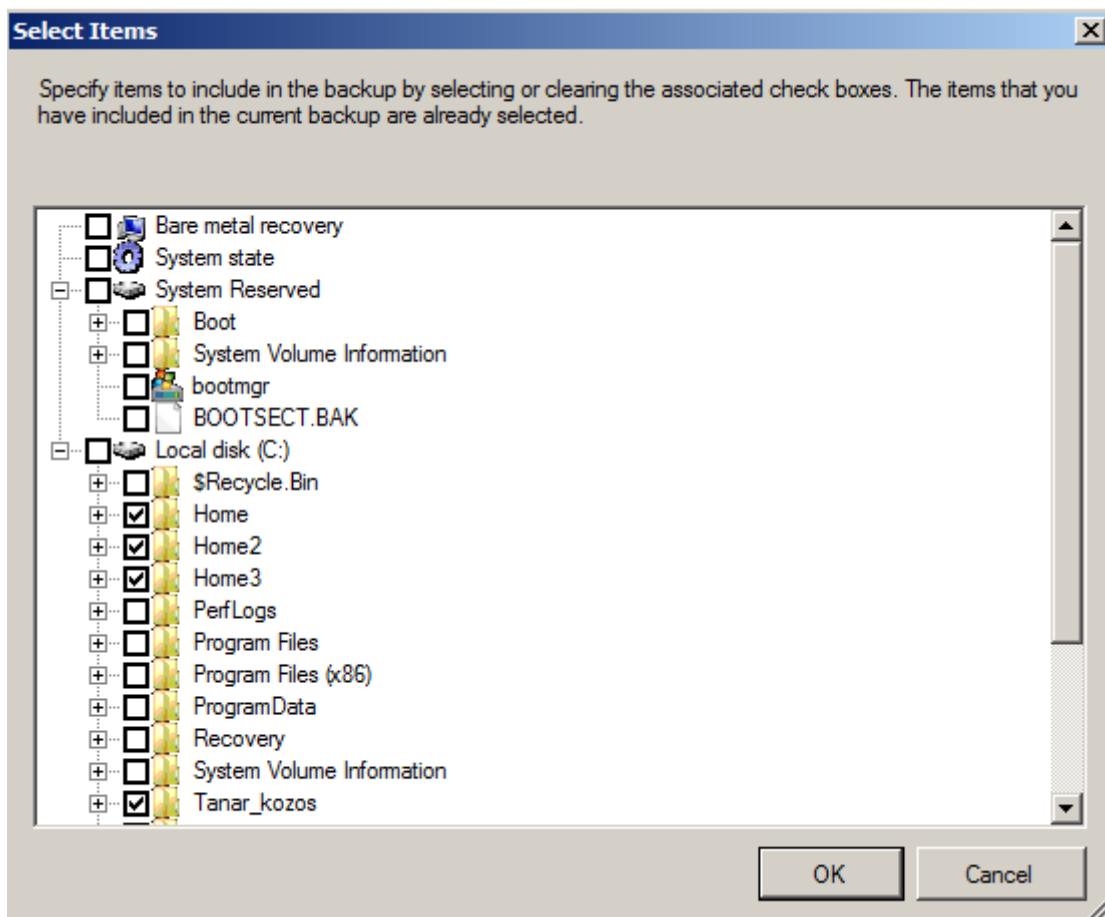 Select Items
Specify items to include in the backup by selecting or clearing the associated check boxes. The items that you
have included in the current backup are already selected.
Bare metal recovery
System state
System Reserved
Boot
System Volume Information
bootmgr
BOOTSECT.BAK
Local disk (C:)
$Recycle.Bin
Home
Home2
Home3
PerfLogs
Program Files
Program Files (x86)
ProgramData
Recovery
System Volume Information
Tanar_kozos
OK
Cancel